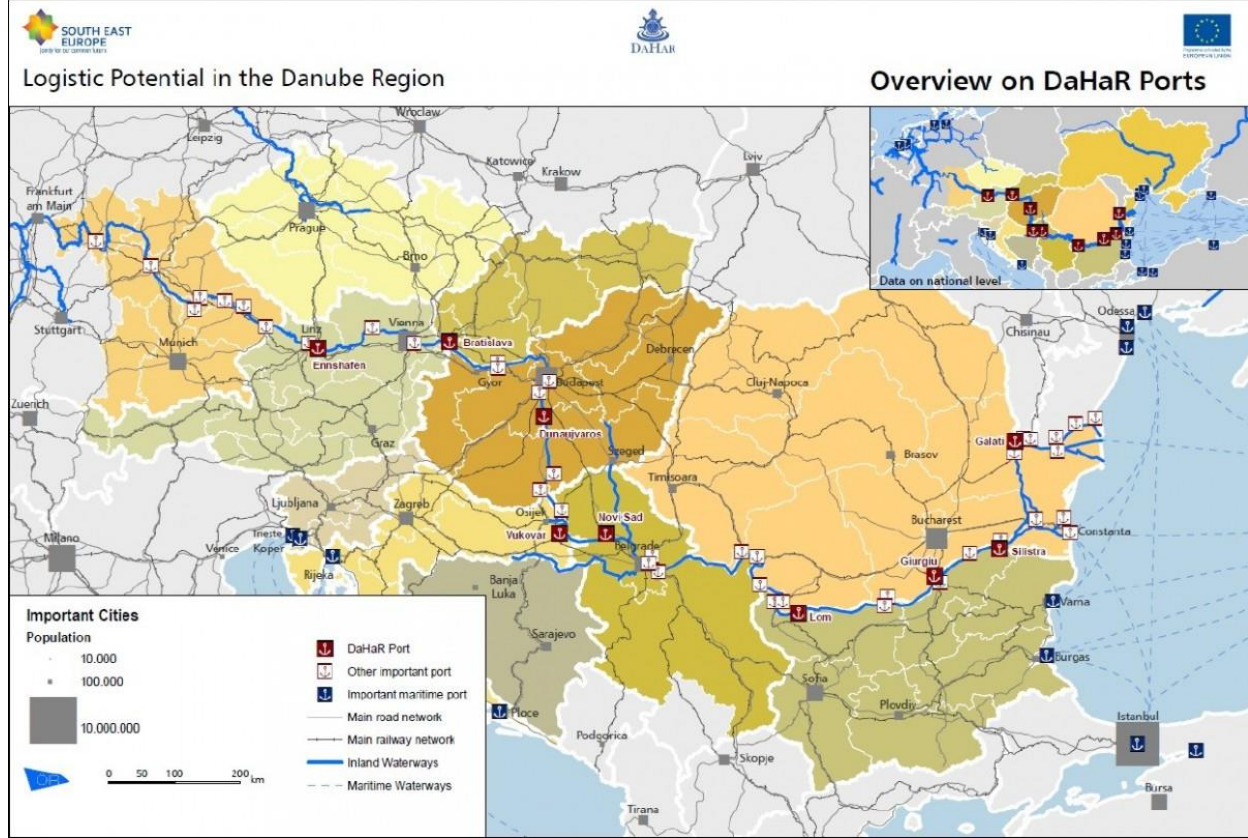 SOUTH EAST
EUROPE
DAHAR
EUROPEAN UNION
Logistic Potential in the Danube Region
Overview on DaHaR Ports
Leipzig
Wroclaw
Katowice
Krakow
Lviv
Frankfurt
am Main
Prague
Brno
Data on national level
Stuttgart
Munich
Linz
Ennshafen
Vienna
Bratislava
Gyor
Budapest
Debrecen
Dunaujvaros
Szeged
Cluj-Napoca
Chisinau
Odessa
Zuerich
Graz
Galati
Brasov
Timisoara
Ljubljana
Zagreb
Osijek
Vukovar
Novi Sad
Belgrade
Bucharest
Constanta
Silistra
Giurgiu
Milano
Venice
Trieste
Koper
Rijeka
Banja
Luka
Lom
Varna
Sarajevo
Burgas
Sofia
Plovdiv
Ploce
Podgorica
Skopje
Istanbul
Bursa
Tirana
Important Cities
Population
10.000
100.000
10.000.000
0 50 100 200 km
DaHaR Port
Other important port
Important maritime port
Main road network
Main railway network
Inland Waterways
Maritime Waterways